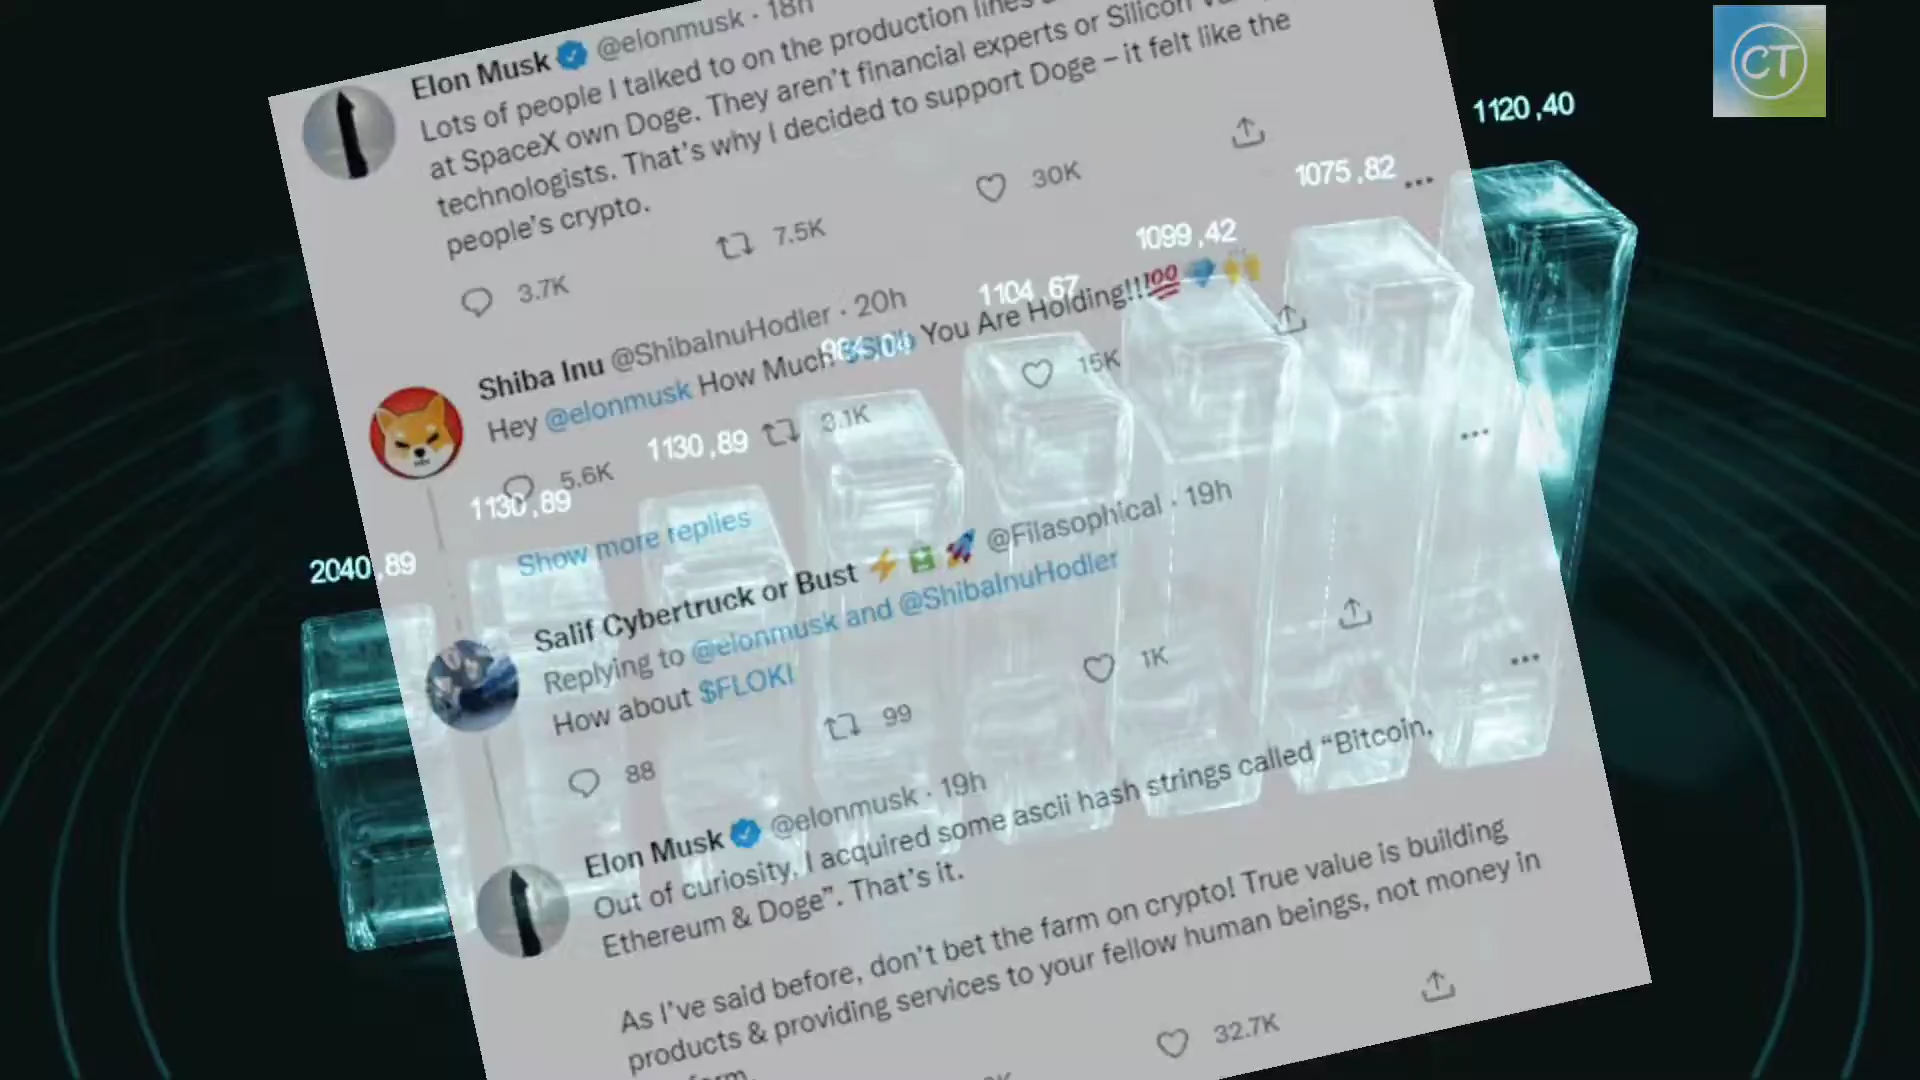 Elon Musk @elonmusk · 18h
Lots of people I talked to on the production lines
at SpaceX own Doge. They aren't financial experts or Silicon
technologists. That's why I decided to support Doge – it felt like the
people's crypto.
3.7K 7.5K 30K
Shiba Inu @ShibaInuHodler · 20h
Hey @elonmusk How Much You Are Holding!!!💯💎🙌
5.6K 3.1K 15K
Show more replies
Salif Cybertruck or Bust ⚡🔋🚀 @Filasophical · 19h
Replying to @elonmusk and @ShibaInuHodler
How about $FLOKI
88 99 1K
Elon Musk @elonmusk · 19h
Out of curiosity, I acquired some ascii hash strings called “Bitcoin,
Ethereum & Doge”. That's it.
As I've said before, don't bet the farm on crypto! True value is building
products & providing services to your fellow human beings, not money in
32.7K
2040,89
1130,89
1130,89
1104,67
1099,42
1075,82
1120,40
CT